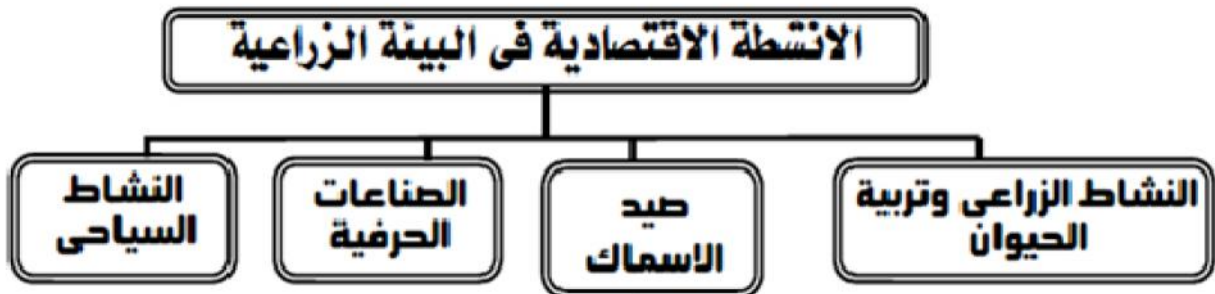 الانشطة الاقتصادية فى البيئة الزراعية
النشاط الزراعى وتربية
الحيوان
صيد
الاسماك
الصناعات
الحرفية
النشاط
السياحى